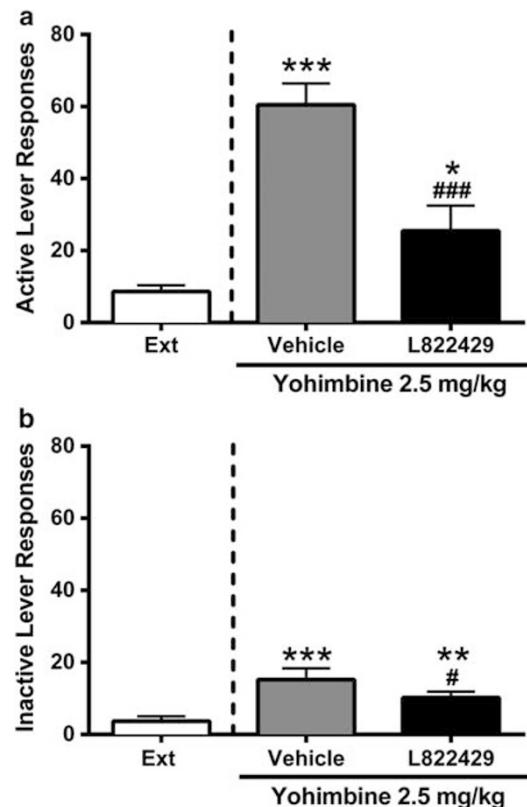 a
Active Lever Responses
80
60
40
20
0
***
*
###
Ext
Vehicle
L822429
Yohimbine 2.5 mg/kg
b
Inactive Lever Responses
80
60
40
20
0
***
**
#
Ext
Vehicle
L822429
Yohimbine 2.5 mg/kg